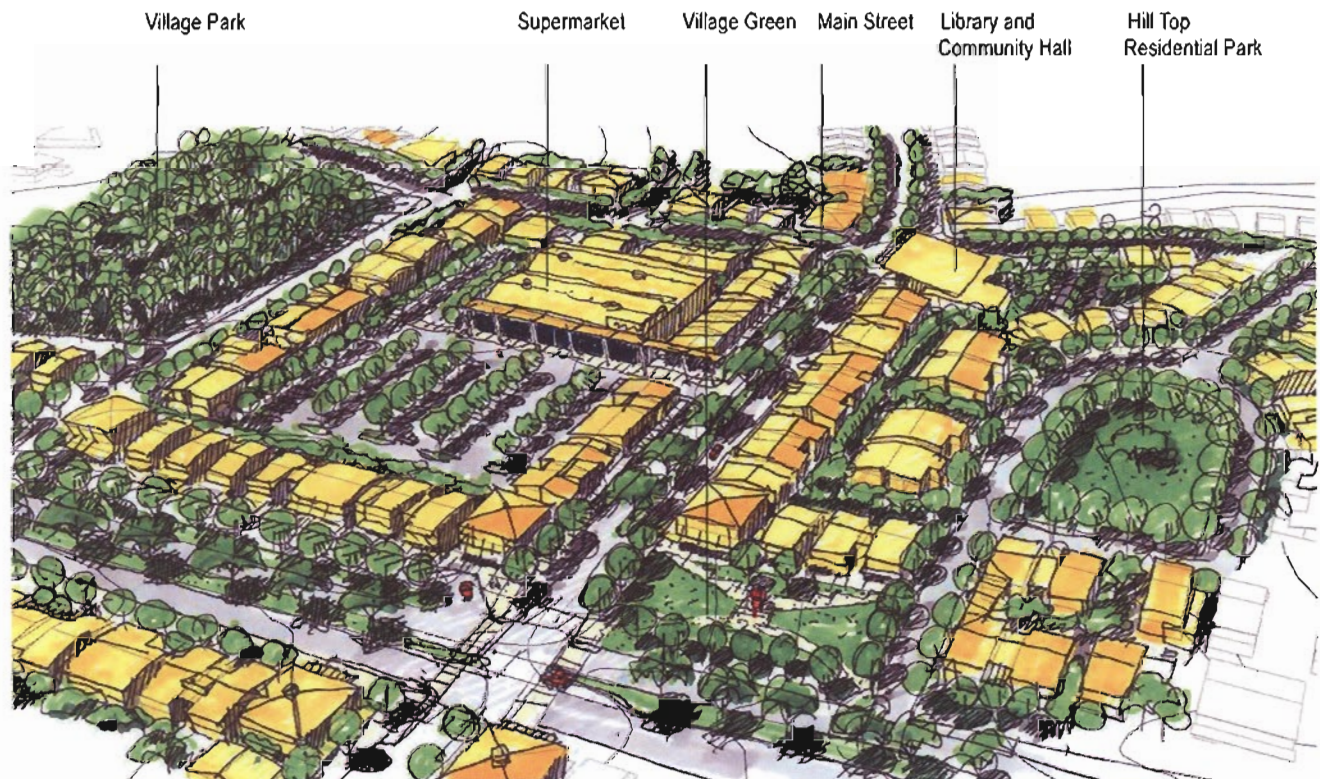 Village Park
Supermarket
Village Green
Main Street
Library and
Community Hall
Hill Top
Residential Park